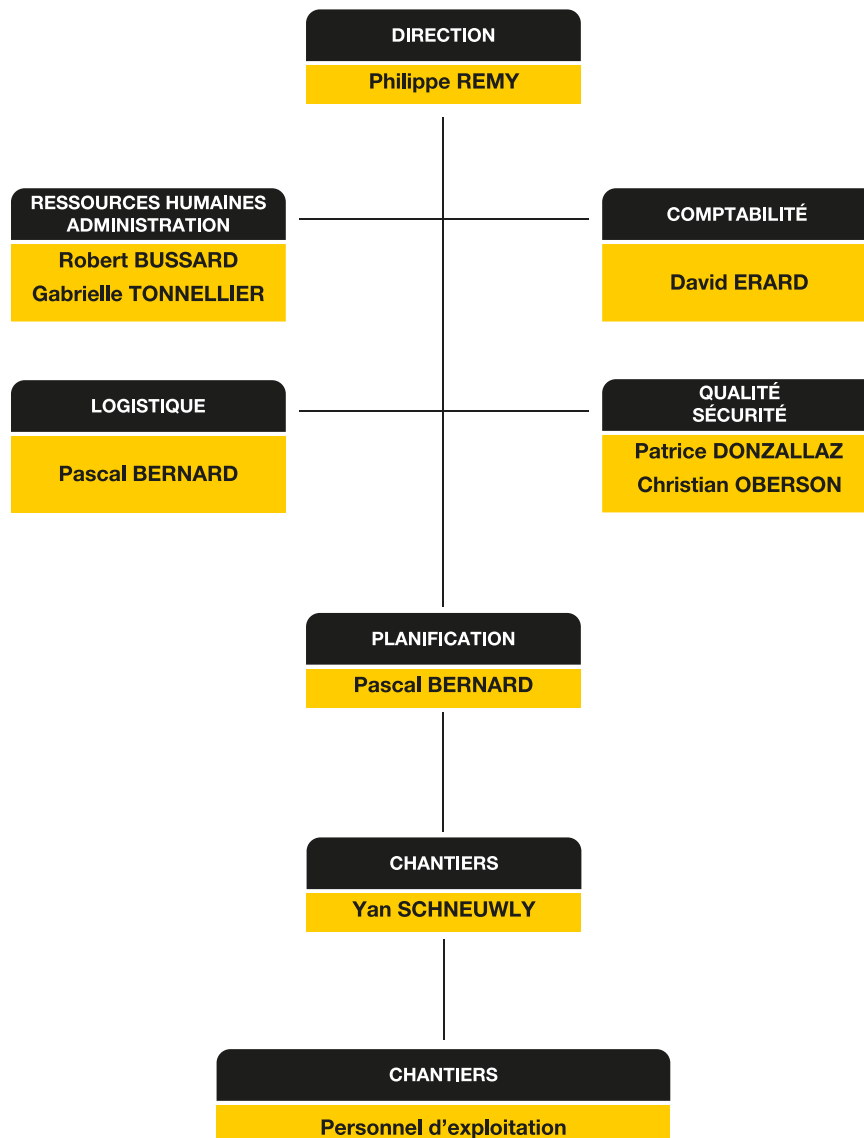 DIRECTION
Philippe REMY
RESSOURCES HUMAINES
ADMINISTRATION
Robert BUSSARD
Gabrielle TONNELLIER
COMPTABILITÉ
David ERARD
LOGISTIQUE
Pascal BERNARD
QUALITÉ
SÉCURITÉ
Patrice DONZALLAZ
Christian OBERSON
PLANIFICATION
Pascal BERNARD
CHANTIERS
Yan SCHNEUWLY
CHANTIERS
Personnel d'exploitation